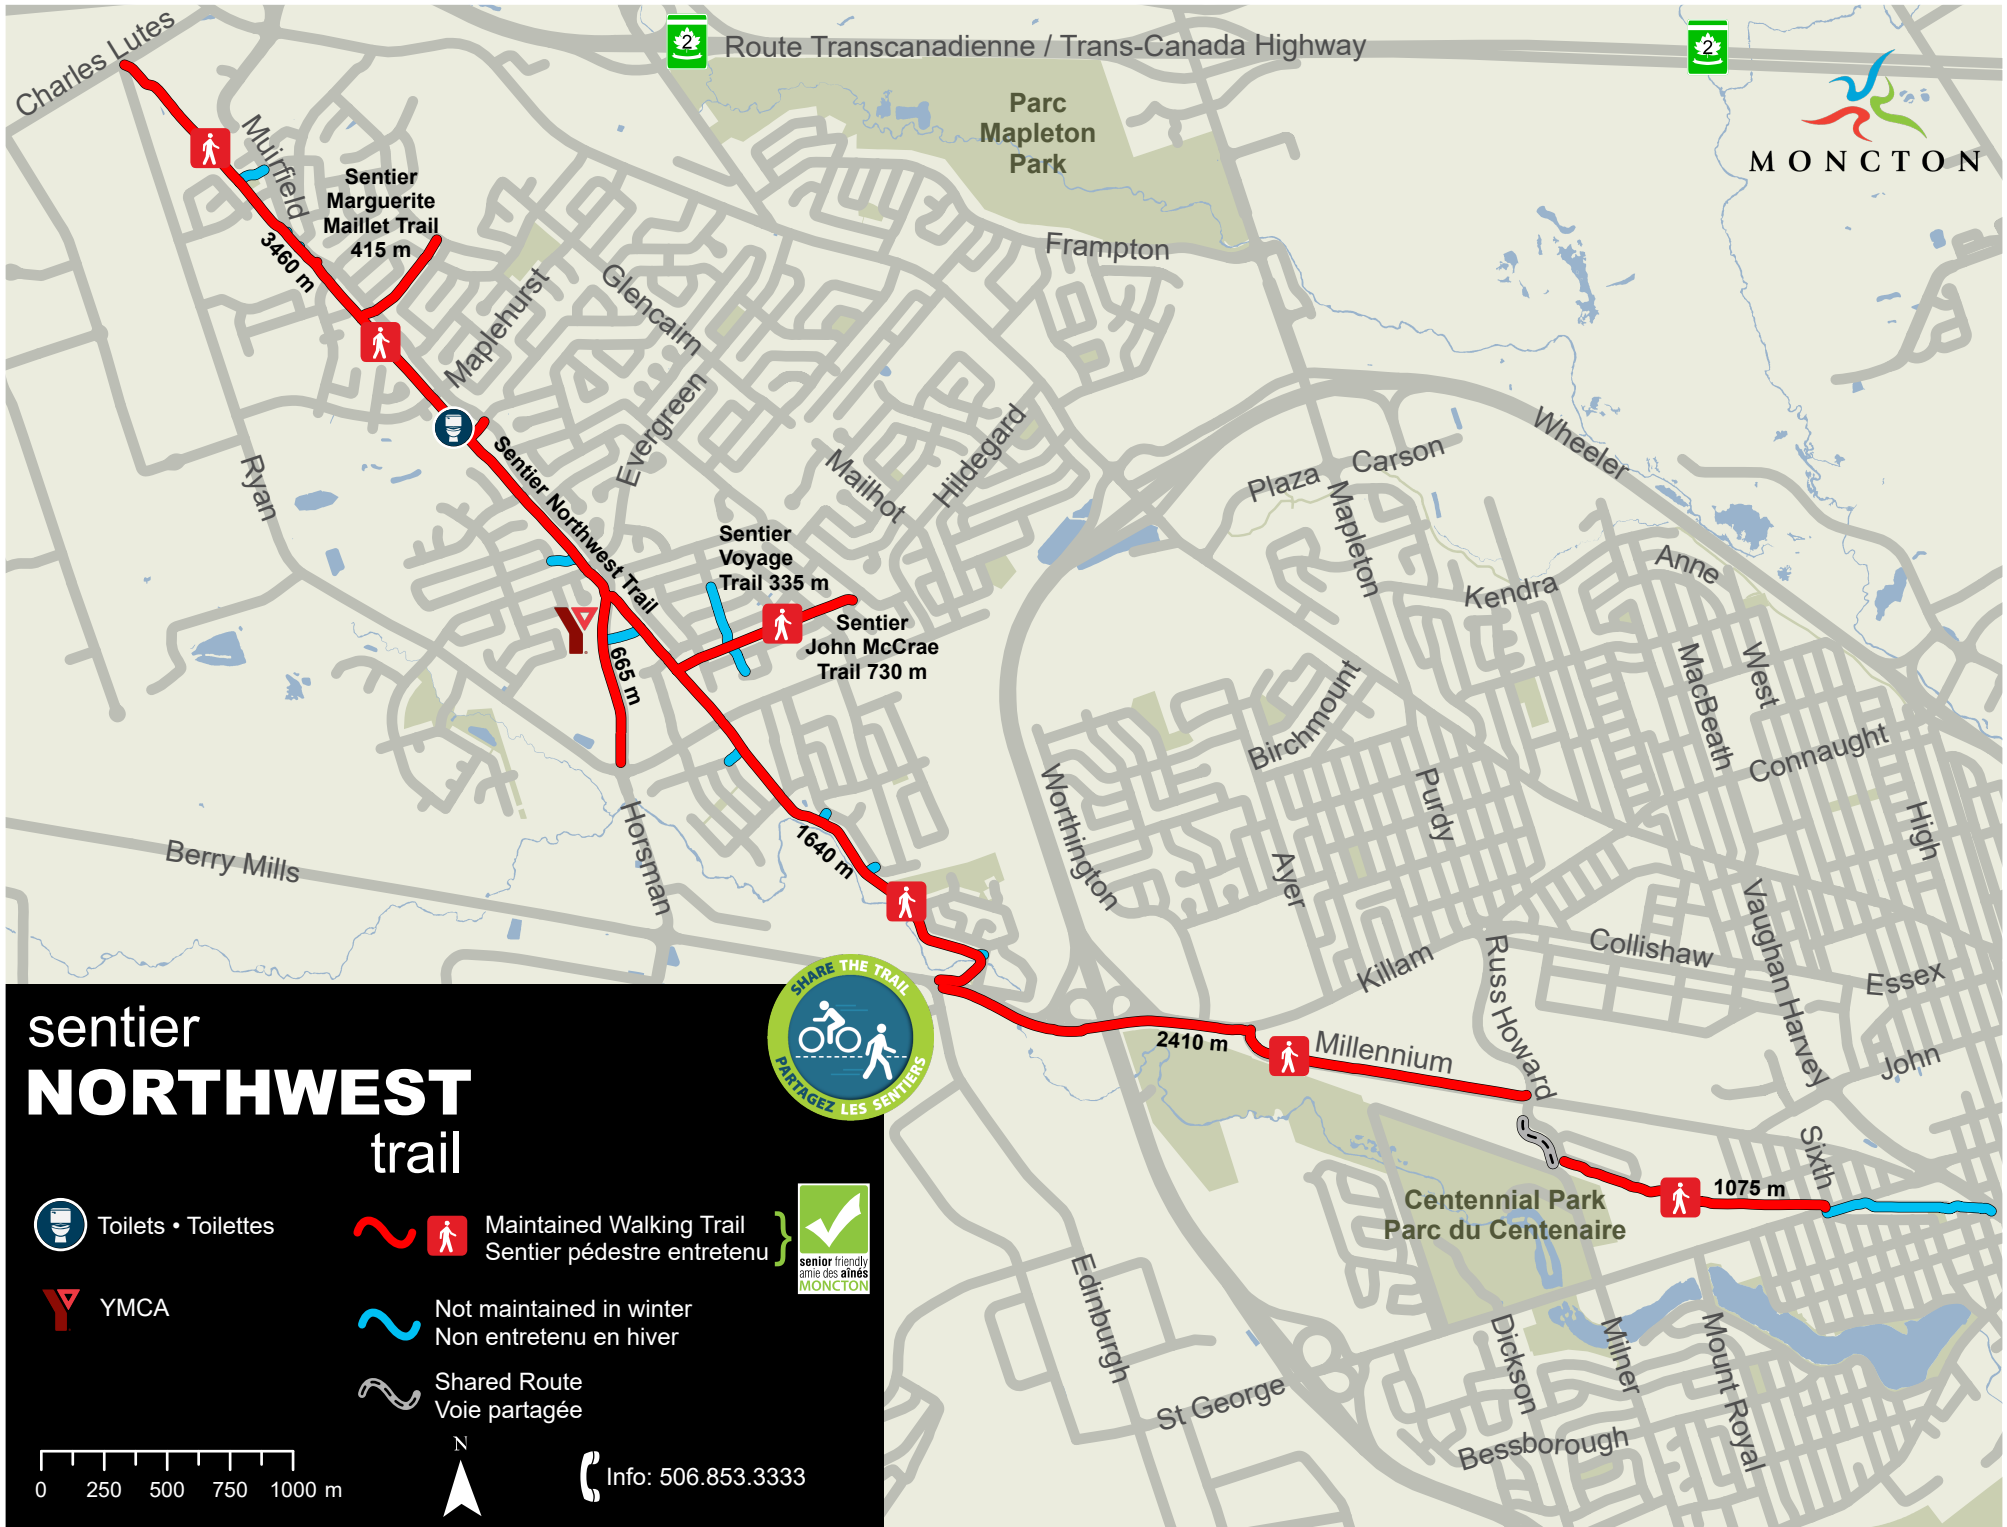 Charles Lutes
2
Route Transcanadienne / Trans-Canada Highway
2
MONCTON
Parc
Mapleton
Park
Muirfield
Sentier
Marguerite
Maillet Trail
415 m
3460 m
Frampton
Maplehurst
Glencairn
Evergreen
Mailhot
Hildegard
Ryan
Sentier Northwest Trail
Sentier
Voyage
Trail 335 m
Sentier
John McCrae
Trail 730 m
665 m
Wheeler
Plaza
Carson
Mapleton
Kendra
Anne
West
MacBeath
Connaught
High
Birchmount
Purdy
Worthington
Ayer
Horsman
Berry Mills
1640 m
Killam
Russ Howard
Collishaw
Vaughan Harvey
Essex
John
2410 m
Millennium
Sixth
1075 m
Centennial Park
Parc du Centenaire
Edinburgh
St George
Dickson
Milner
Mount Royal
Bessborough
SHARE THE TRAIL
PARTAGEZ LES SENTIERS
sentier
NORTHWEST
trail
Toilets • Toilettes
YMCA
Maintained Walking Trail
Sentier pédestre entretenu
}
senior friendly
amie des aînés
MONCTON
Not maintained in winter
Non entretenu en hiver
Shared Route
Voie partagée
0 250 500 750 1000 m
N
Info: 506.853.3333